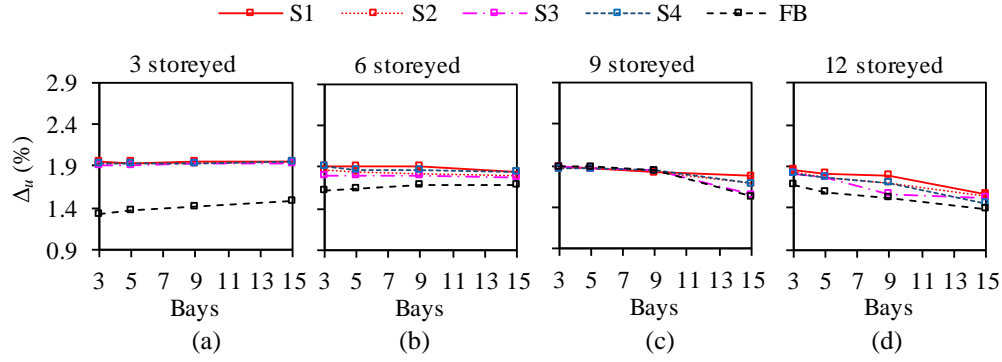 S1 S2 S3 S4 FB
3 storeyed 6 storeyed 9 storeyed 12 storeyed
2.9
2.4
1.9
1.4
0.9
Δu (%)
3 5 7 9 11 13 15 3 5 7 9 11 13 15 3 5 7 9 11 13 15 3 5 7 9 11 13 15
Bays Bays Bays Bays
(a) (b) (c) (d)